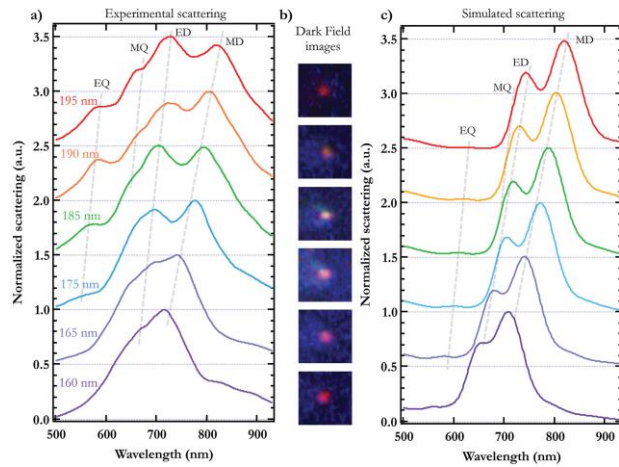 a) Experimental scattering
3.5
3.0
2.5
2.0
1.5
1.0
0.5
0.0
Normalized scattering (a.u.)
EQ
MQ
ED
MD
195 nm
190 nm
185 nm
175 nm
165 nm
160 nm
500 600 700 800 900
Wavelength (nm)
b)
Dark Field
images
c) Simulated scattering
3.5
3.0
2.5
2.0
1.5
1.0
0.5
0.0
Normalized scattering (a.u.)
EQ
MQ
ED
MD
500 600 700 800 900
Wavelength (nm)